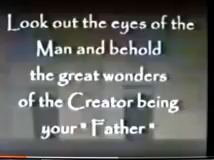 Look out the eyes of the
Man and behold
the great wonders
of the Creator being
your " Father "